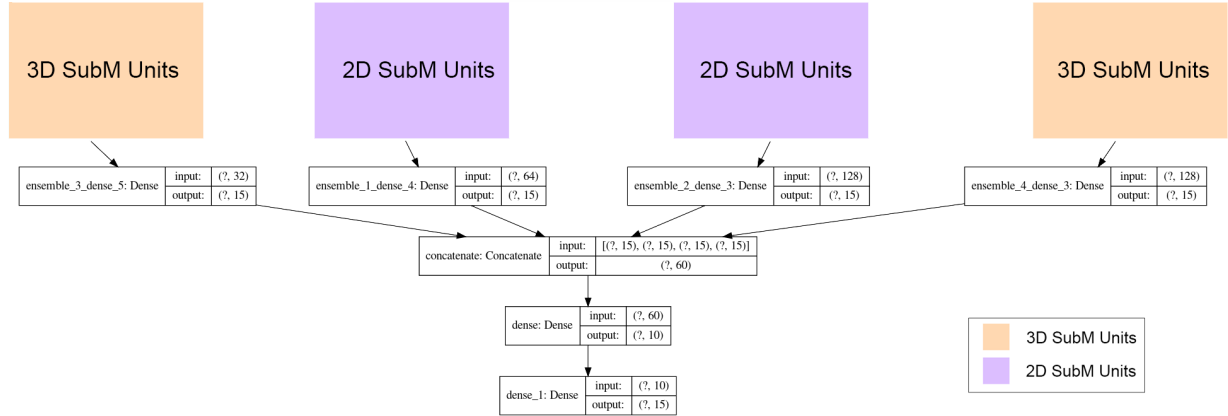 3D SubM Units
2D SubM Units
2D SubM Units
3D SubM Units
ensemble_3_dense_5: Dense
input: (?, 32)
output: (?, 15)
ensemble_1_dense_4: Dense
input: (?, 64)
output: (?, 15)
ensemble_2_dense_3: Dense
input: (?, 128)
output: (?, 15)
ensemble_4_dense_3: Dense
input: (?, 128)
output: (?, 15)
concatenate: Concatenate
input: [(?, 15), (?, 15), (?, 15), (?, 15)]
output: (?, 60)
dense: Dense
input: (?, 60)
output: (?, 10)
dense_1: Dense
input: (?, 10)
output: (?, 15)
3D SubM Units
2D SubM Units